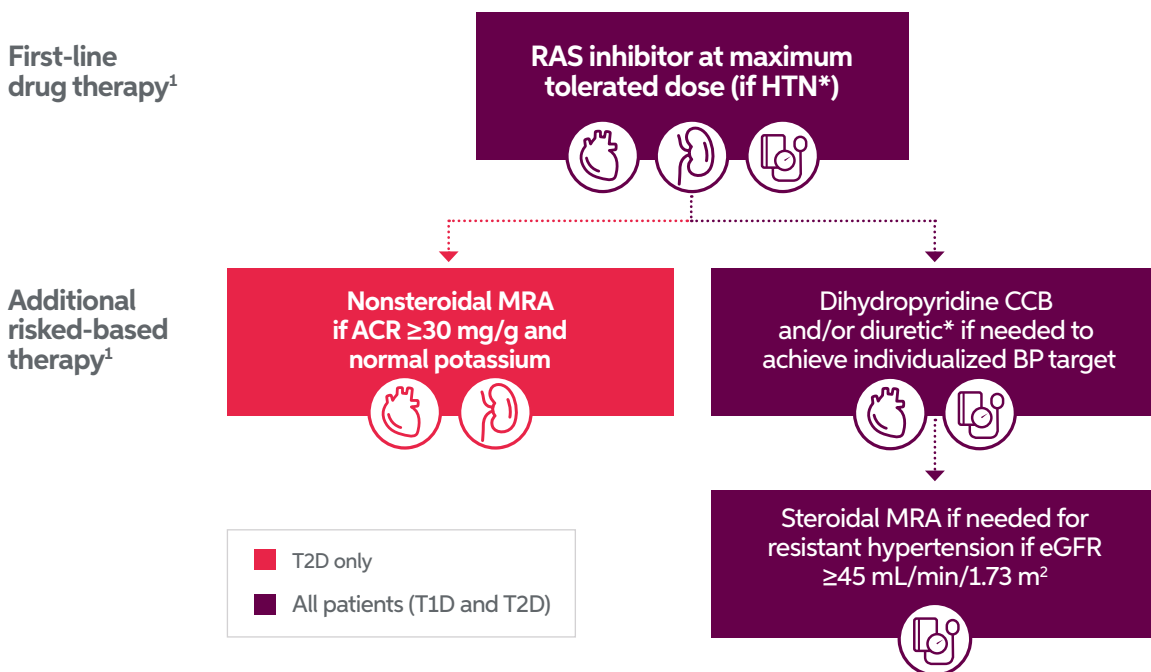 First-line
drug therapy¹
RAS inhibitor at maximum
tolerated dose (if HTN*)
Additional
risked-based
therapy¹
Nonsteroidal MRA
if ACR ≥30 mg/g and
normal potassium
Dihydropyridine CCB
and/or diuretic* if needed to
achieve individualized BP target
Steroidal MRA if needed for
resistant hypertension if eGFR
≥45 mL/min/1.73 m²
T2D only
All patients (T1D and T2D)